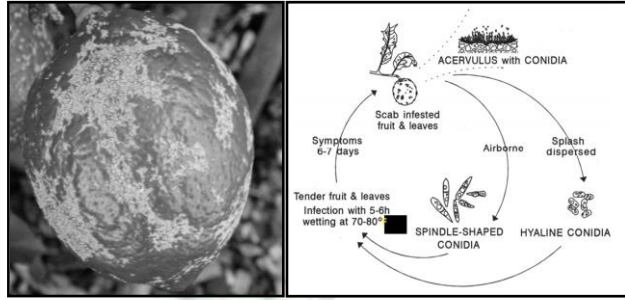 ACERVULUS with CONIDIA
Scab infested
fruit & leaves
Symptoms
6-7 days
Airborne
Splash
dispersed
Tender fruit & leaves
Infection with 5-6h
wetting at 70-80°F
SPINDLE-SHAPED
CONIDIA
HYALINE CONIDIA